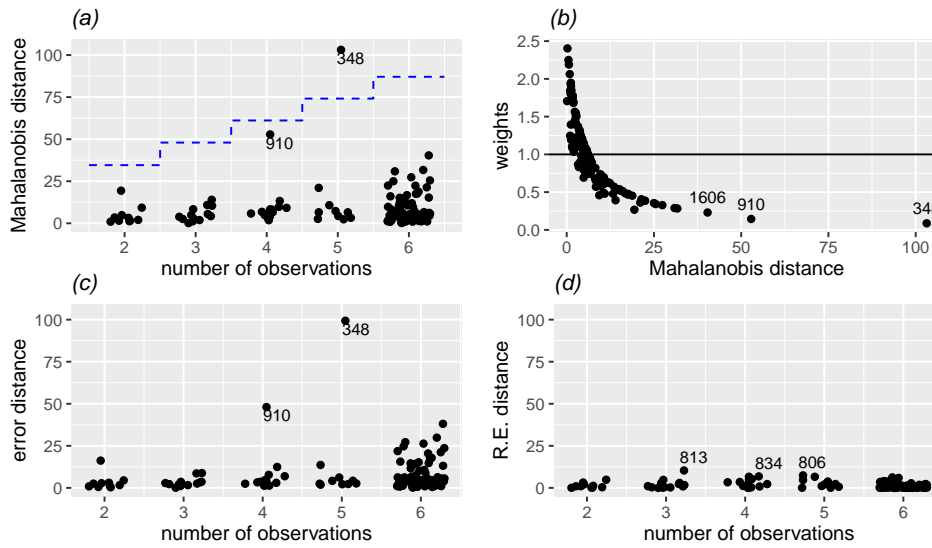 (a)
Mahalanobis distance
100
75
50
25
0
348
910
2 3 4 5 6
number of observations
(b)
weights
2.5
2.0
1.5
1.0
0.5
0.0
1606
910
34
0 25 50 75 100
Mahalanobis distance
(c)
error distance
100
75
50
25
0
348
910
2 3 4 5 6
number of observations
(d)
R.E. distance
100
75
50
25
0
813
834
806
2 3 4 5 6
number of observations